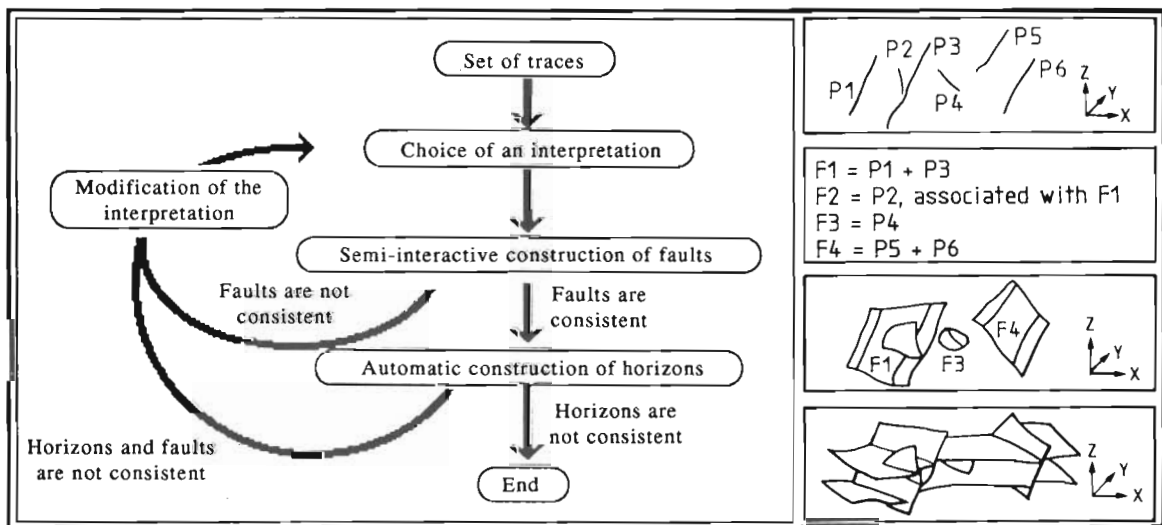 Set of traces
Choice of an interpretation
Modification of the
interpretation
Semi-interactive construction of faults
Faults are not
consistent
Faults are
consistent
Automatic construction of horizons
Horizons are
not consistent
Horizons and faults
are not consistent
End
P1
P2
P3
P4
P5
P6
Z
Y
X
F1 = P1 + P3
F2 = P2, associated with F1
F3 = P4
F4 = P5 + P6
F1
F3
F4
Z
Y
X
Z
Y
X